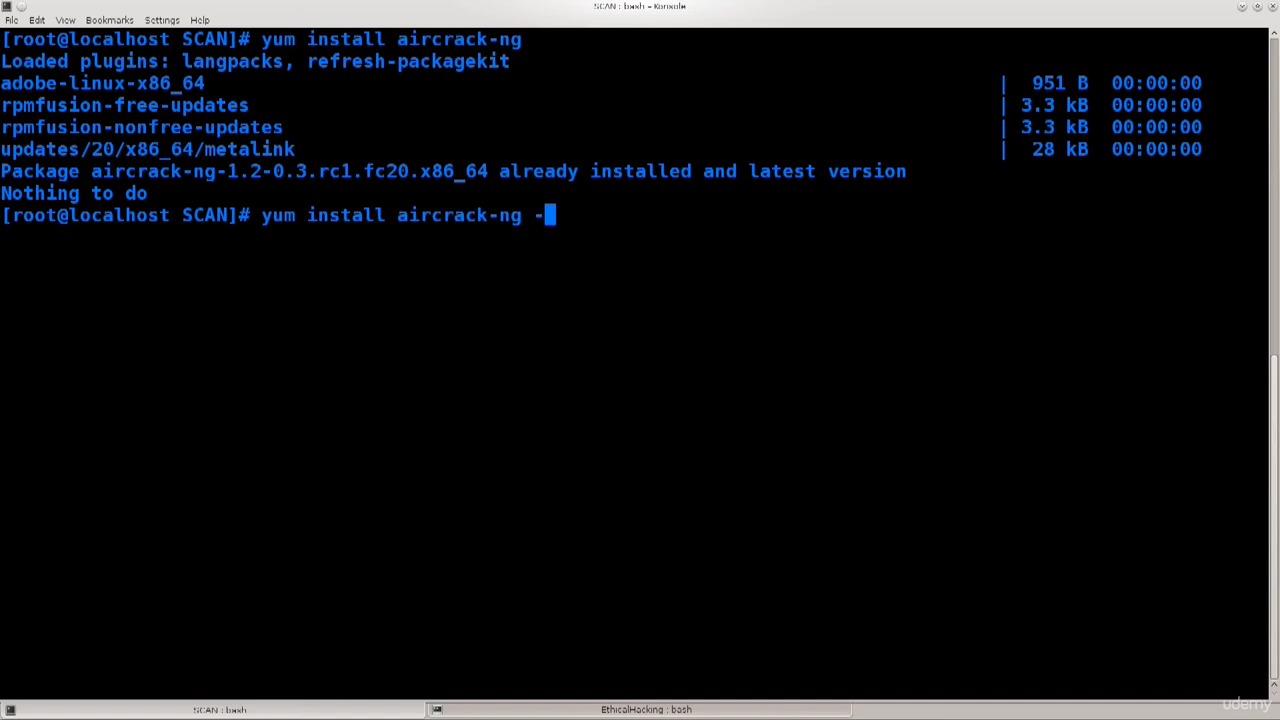 SCAN : bash – Konsole
File Edit View Bookmarks Settings Help
[root@localhost SCAN]# yum install aircrack-ng
Loaded plugins: langpacks, refresh-packagekit
adobe-linux-x86_64 | 951 B 00:00:00
rpmfusion-free-updates | 3.3 kB 00:00:00
rpmfusion-nonfree-updates | 3.3 kB 00:00:00
updates/20/x86_64/metalink | 28 kB 00:00:00
Package aircrack-ng-1.2-0.3.rc1.fc20.x86_64 already installed and latest version
Nothing to do
[root@localhost SCAN]# yum install aircrack-ng -
SCAN : bash
EthicalHacking : bash
udemy